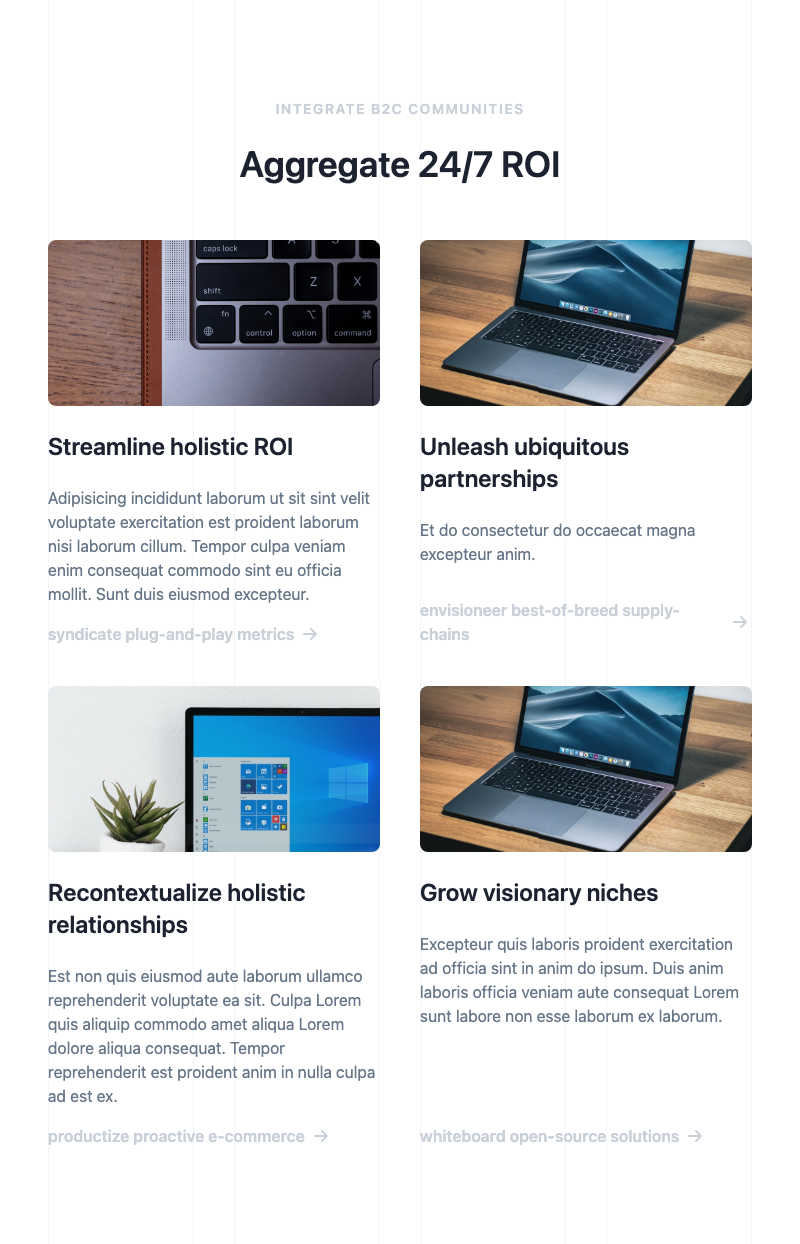 INTEGRATE B2C COMMUNITIES
Aggregate 24/7 ROI
caps lock
A
S
shift
Z
X
fn
control
option
command
Streamline holistic ROI
Adipisicing incididunt laborum ut sit sint velit
voluptate exercitation est proident laborum
nisi laborum cillum. Tempor culpa veniam
enim consequat commodo sint eu officia
mollit. Sunt duis eiusmod excepteur.
syndicate plug-and-play metrics →
Unleash ubiquitous
partnerships
Et do consectetur do occaecat magna
excepteur anim.
envisioneer best-of-breed supply-
chains →
Recontextualize holistic
relationships
Est non quis eiusmod aute laborum ullamco
reprehenderit voluptate ea sit. Culpa Lorem
quis aliquip commodo amet aliqua Lorem
dolore aliqua consequat. Tempor
reprehenderit est proident anim in nulla culpa
ad est ex.
productize proactive e-commerce →
Grow visionary niches
Excepteur quis laboris proident exercitation
ad officia sint in anim do ipsum. Duis anim
laboris officia veniam aute consequat Lorem
sunt labore non esse laborum ex laborum.
whiteboard open-source solutions →